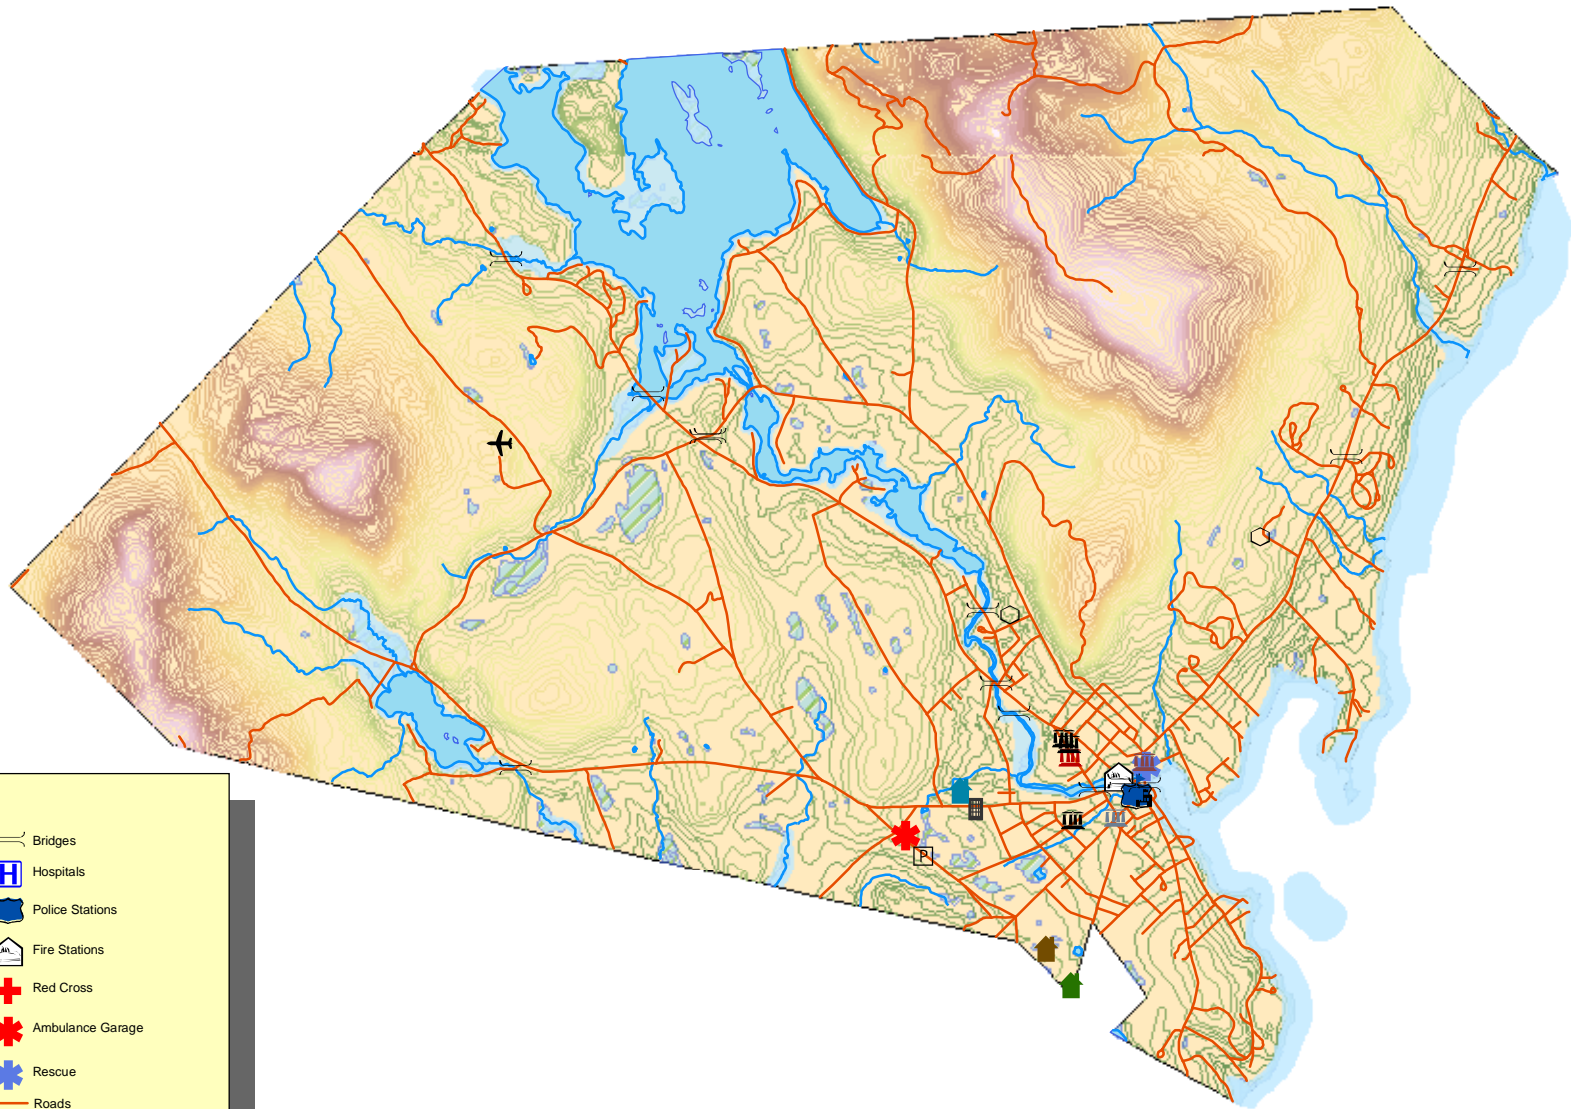 P
Bridges
H Hospitals
Police Stations
Fire Stations
Red Cross
Ambulance Garage
Rescue
Roads